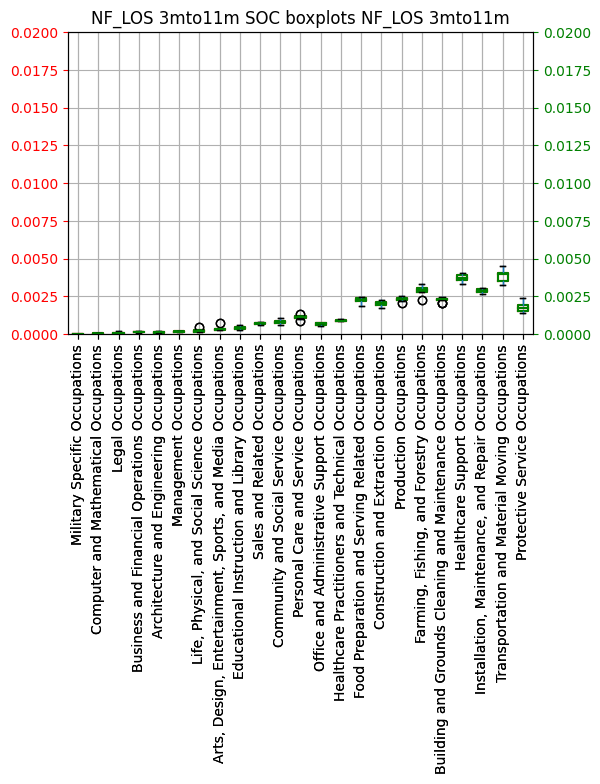 NF_LOS 3mto11m SOC boxplots NF_LOS 3mto11m
0.0200
0.0175
0.0150
0.0125
0.0100
0.0075
0.0050
0.0025
0.0000
0.0200
0.0175
0.0150
0.0125
0.0100
0.0075
0.0050
0.0025
0.0000
Military Specific Occupations
Computer and Mathematical Occupations
Legal Occupations
Business and Financial Operations Occupations
Architecture and Engineering Occupations
Management Occupations
Life, Physical, and Social Science Occupations
Arts, Design, Entertainment, Sports, and Media Occupations
Educational Instruction and Library Occupations
Sales and Related Occupations
Community and Social Service Occupations
Personal Care and Service Occupations
Office and Administrative Support Occupations
Healthcare Practitioners and Technical Occupations
Food Preparation and Serving Related Occupations
Construction and Extraction Occupations
Production Occupations
Farming, Fishing, and Forestry Occupations
Building and Grounds Cleaning and Maintenance Occupations
Healthcare Support Occupations
Installation, Maintenance, and Repair Occupations
Transportation and Material Moving Occupations
Protective Service Occupations